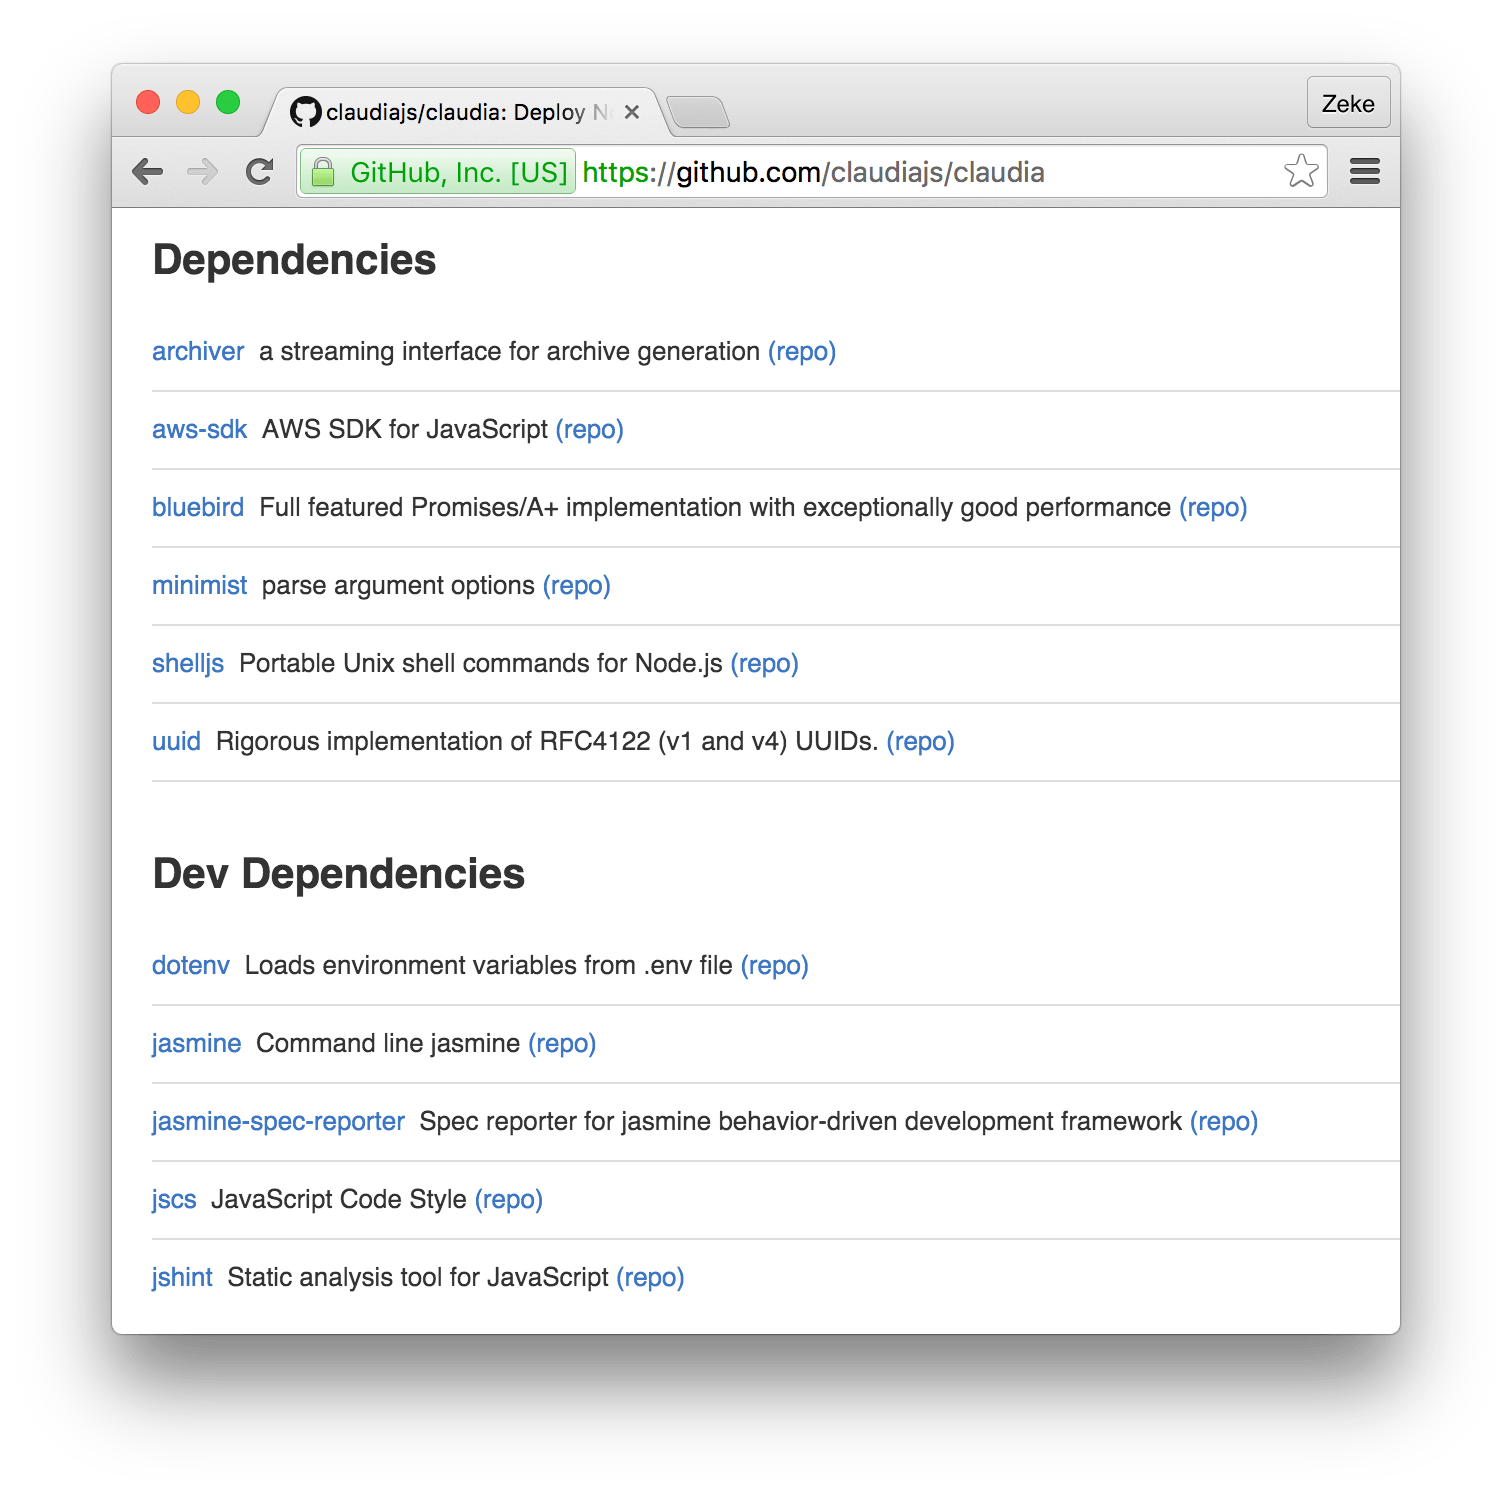 claudiajs/claudia: Deploy
Zeke
GitHub, Inc. [US] https://github.com/claudiajs/claudia
Dependencies
archiver a streaming interface for archive generation (repo)
aws-sdk AWS SDK for JavaScript (repo)
bluebird Full featured Promises/A+ implementation with exceptionally good performance (repo)
minimist parse argument options (repo)
shelljs Portable Unix shell commands for Node.js (repo)
uuid Rigorous implementation of RFC4122 (v1 and v4) UUIDs. (repo)
Dev Dependencies
dotenv Loads environment variables from .env file (repo)
jasmine Command line jasmine (repo)
jasmine-spec-reporter Spec reporter for jasmine behavior-driven development framework (repo)
jscs JavaScript Code Style (repo)
jshint Static analysis tool for JavaScript (repo)